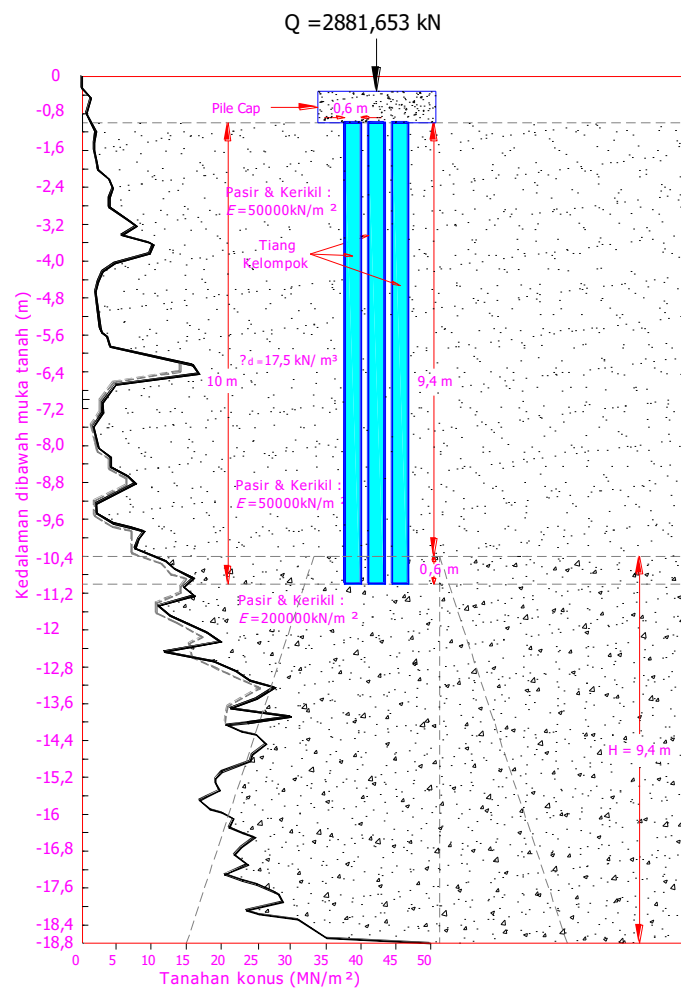 Q =2881,653 kN
0
-0,8
-1,6
-2,4
-3,2
-4,0
-4,8
-5,6
-6,4
-7,2
-8,0
-8,8
-9,6
-10,4
-11,2
-12
-12,8
-13,6
-14,4
-15,2
-16
-16,8
-17,6
-18,4
-18,8
Kedalaman dibawah muka tanah (m)
Pile Cap
0,6 m
Pasir & Kerikil :
E=50000kN/m ²
Tiang
Kelompok
?d=17,5 kN/ m³
10 m
9,4 m
Pasir & Kerikil :
E=50000kN/m
0,6 m
Pasir & Kerikil :
E=200000kN/m ²
H = 9,4 m
0 5 10 15 20 25 30 35 40 45 50
Tanahan konus (MN/m²)